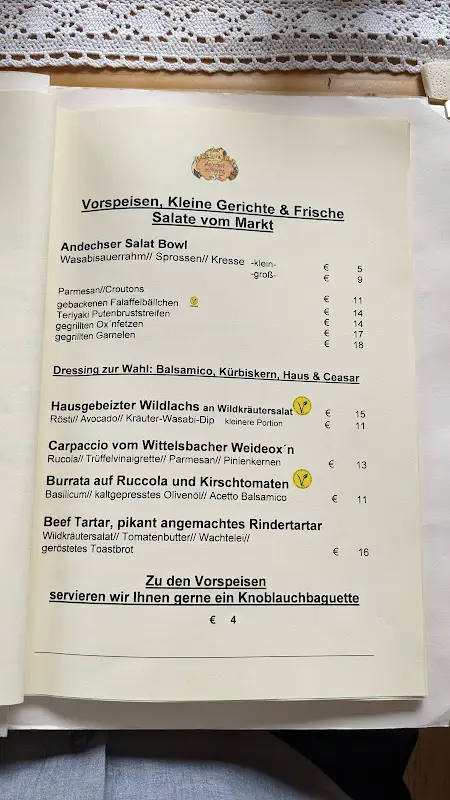 Vorspeisen, Kleine Gerichte & Frische
Salate vom Markt
Andechser Salat Bowl
Wasabisauerrahm// Sprossen// Kresse -klein- € 5
-groß- € 9
Parmesan//Croutons € 11
gebackenen Falaffelbällchen € 14
Teriyaki Putenbruststreifen € 14
gegrillten Ox´nfetzen € 17
gegrillten Garnelen € 18
Dressing zur Wahl: Balsamico, Kürbiskern, Haus & Ceasar
Hausgebeizter Wildlachs an Wildkräutersalat € 15
Rösti// Avocado// Kräuter-Wasabi-Dip kleinere Portion € 11
Carpaccio vom Wittelsbacher Weideox´n
Rucola// Trüffelvinaigrette// Parmesan// Pinienkernen € 13
Burrata auf Ruccola und Kirschtomaten
Basilicum// kaltgepresstes Olivenöl// Acetto Balsamico € 11
Beef Tartar, pikant angemachtes Rindertartar
Wildkräutersalat// Tomatenbutter// Wachtelei//
geröstetes Toastbrot € 16
Zu den Vorspeisen
servieren wir Ihnen gerne ein Knoblauchbaguette
€ 4